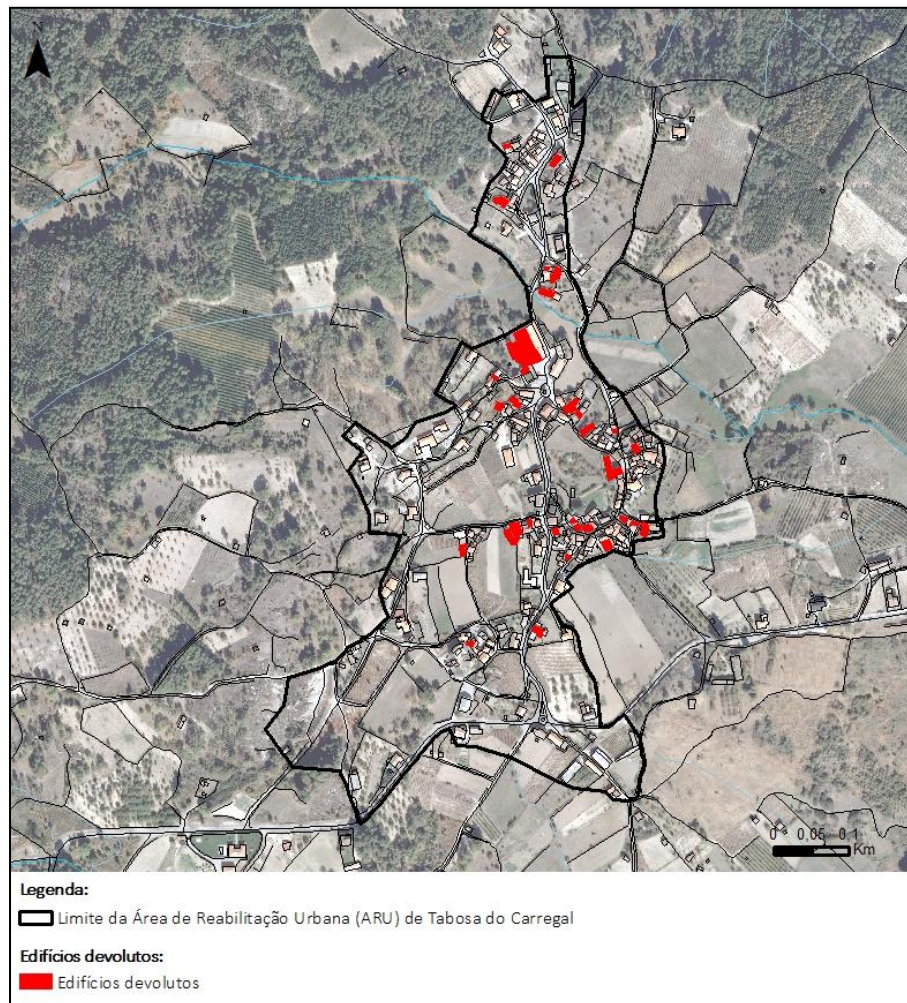 N
0 0,05 0,1
Km
Legenda:
Limite da Área de Reabilitação Urbana (ARU) de Tabosa do Carregal
Edifícios devolutos:
Edifícios devolutos